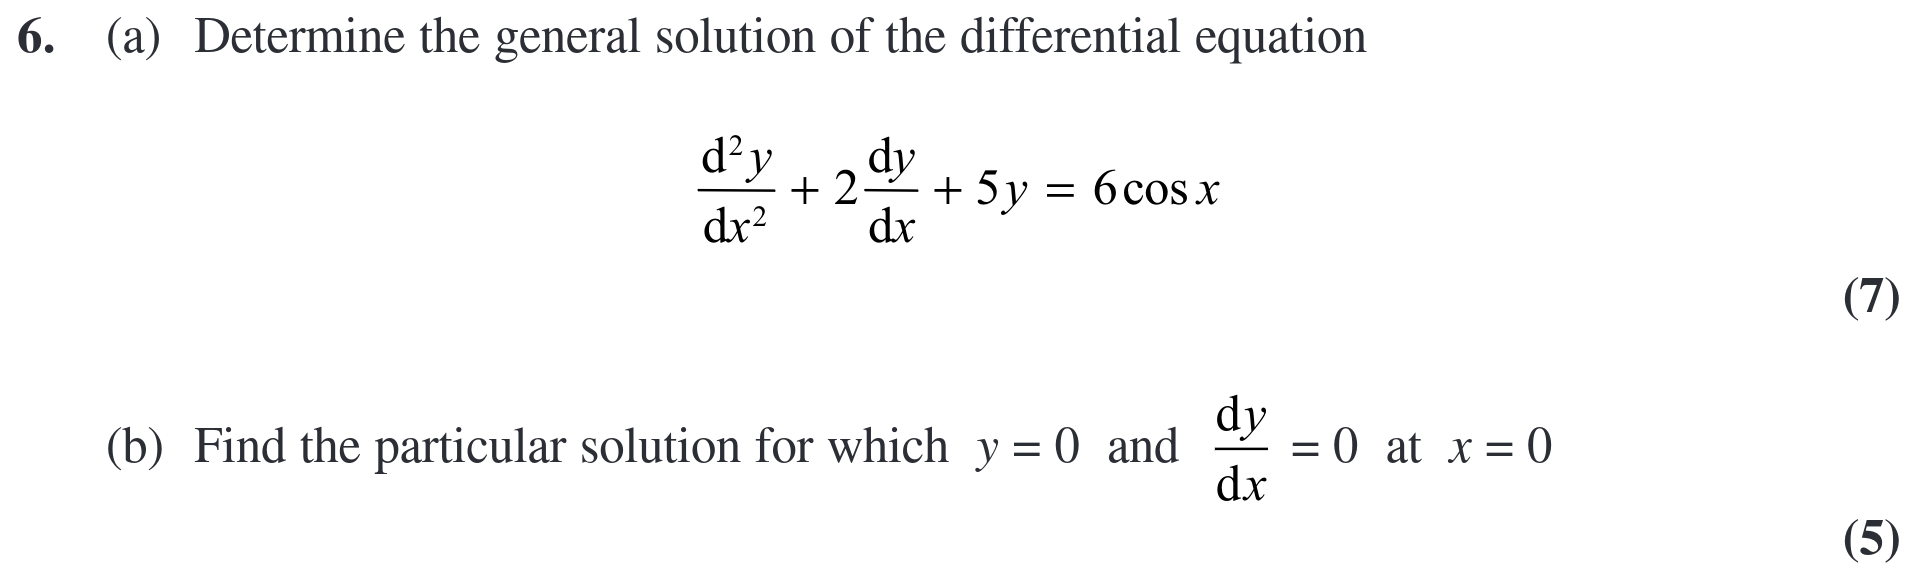 6. (a) Determine the general solution of the differential equation
d²y/dx² + 2 dy/dx + 5y = 6 cos x
(7)
(b) Find the particular solution for which y = 0 and dy/dx = 0 at x = 0
(5)